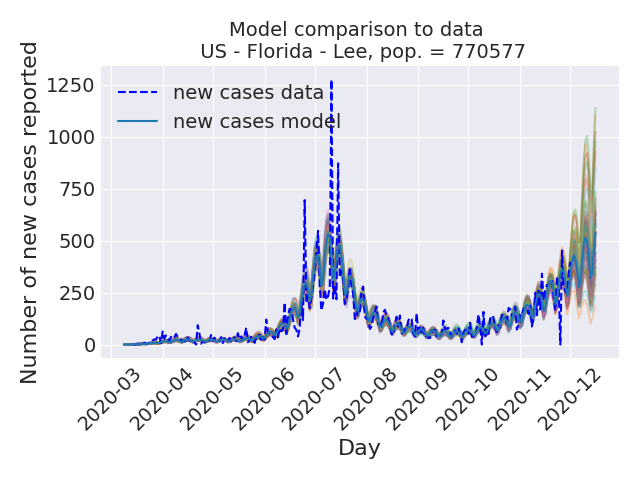 Model comparison to data
US - Florida - Lee, pop. = 770577
Number of new cases reported
1250
1000
750
500
250
0
new cases data
new cases model
2020-03
2020-04
2020-05
2020-06
2020-07
2020-08
2020-09
2020-10
2020-11
2020-12
Day